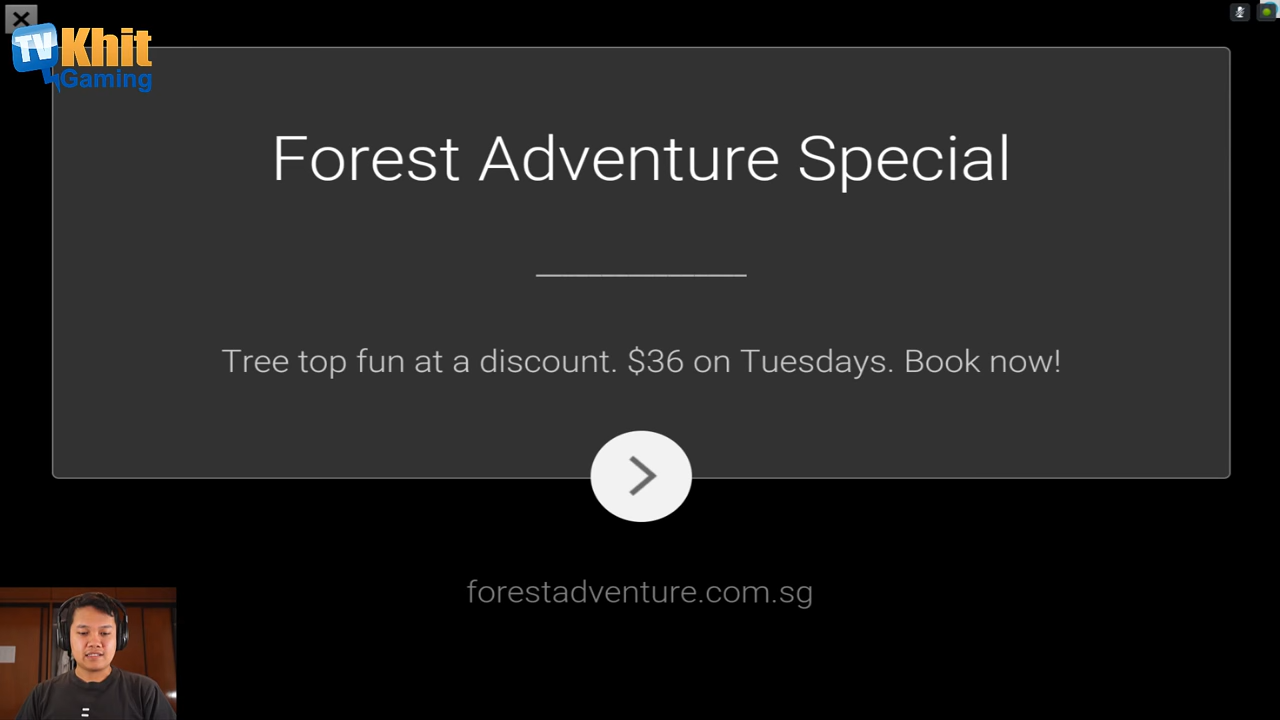 TV Khit
Gaming
Forest Adventure Special
Tree top fun at a discount. $36 on Tuesdays. Book now!
forestadventure.com.sg